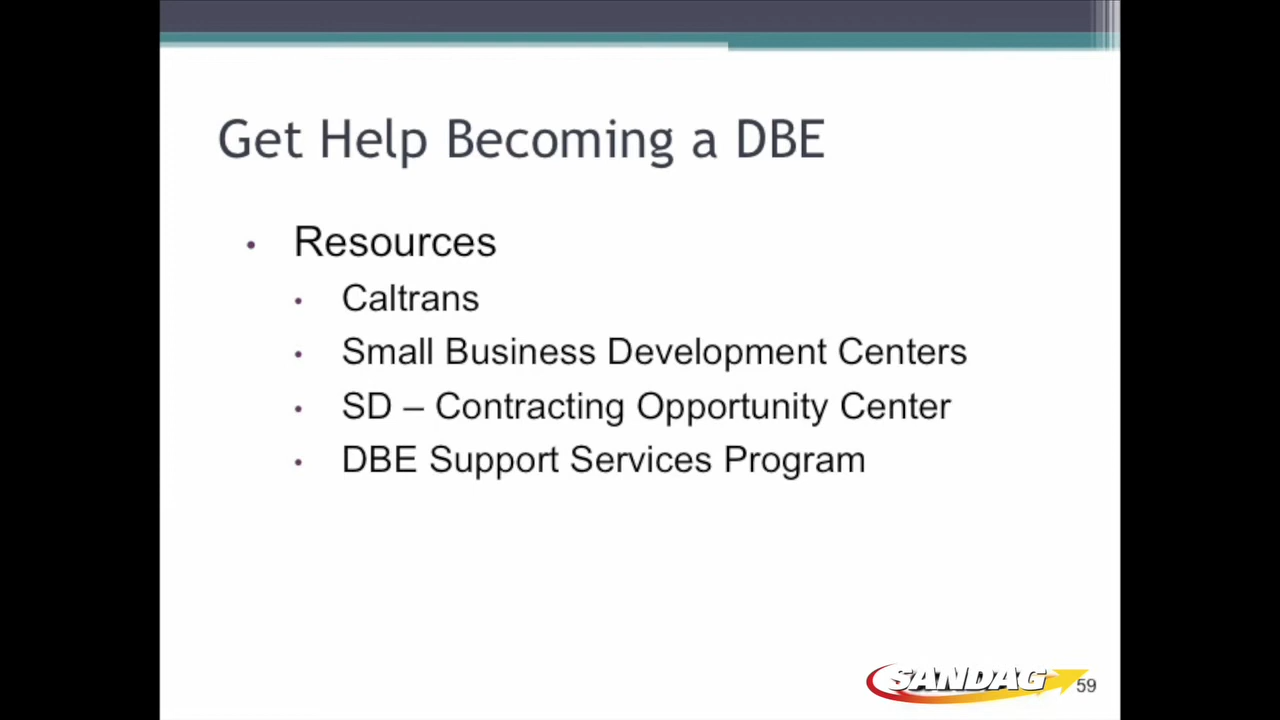 Get Help Becoming a DBE
• Resources
• Caltrans
• Small Business Development Centers
• SD – Contracting Opportunity Center
• DBE Support Services Program
SANDAG
59